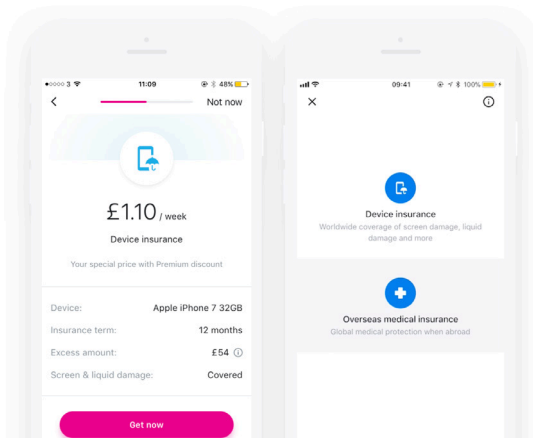 3 11:09 48%
Not now
£1.10 / week
Device insurance
Your special price with Premium discount
Device: Apple iPhone 7 32GB
Insurance term: 12 months
Excess amount: £54
Screen & liquid damage: Covered
Get now
09:41 100%
Device insurance
Worldwide coverage of screen damage, liquid
damage and more
Overseas medical insurance
Global medical protection when abroad